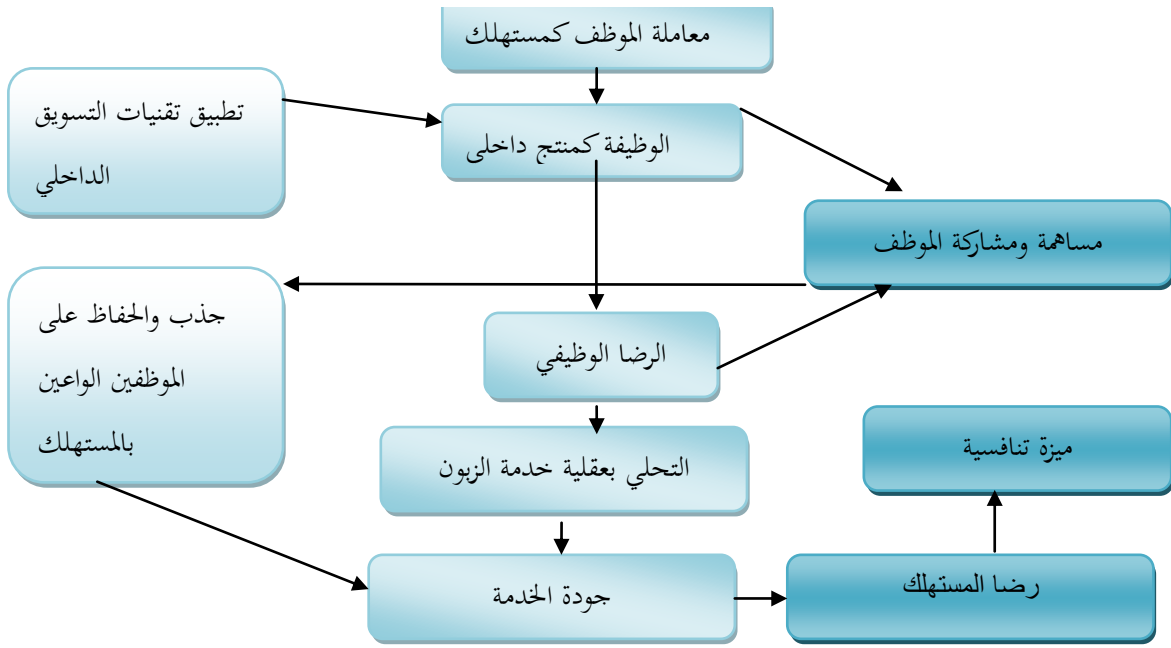 معاملة الموظف كمستهلك
تطبيق تقنيات التسويق
الداخلي
الوظيفة كمنتج داخلى
مساهمة ومشاركة الموظف
جذب والحفاظ على
الموظفين الواعين
بالمستهلك
الرضا الوظيفي
ميزة تنافسية
التحلي بعقلية خدمة الزبون
رضا المستهلك
جودة الخدمة